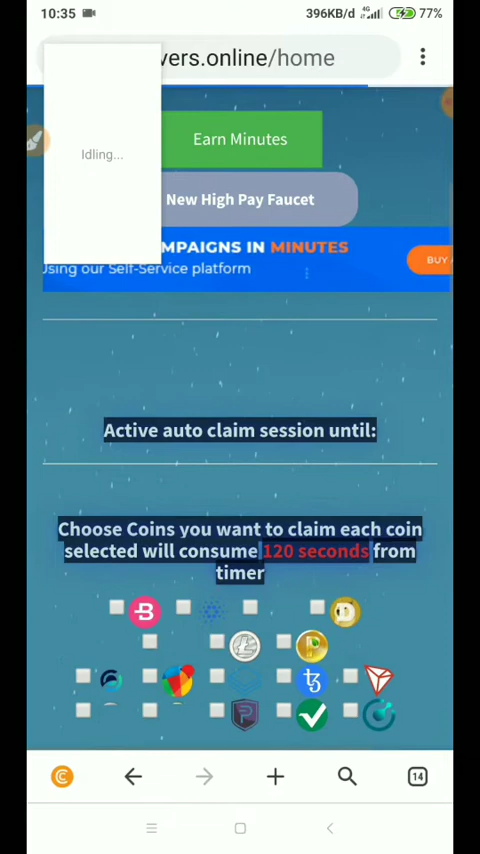 10:35
396KB/d
4G
77%
vers.online/home
Idling...
Earn Minutes
New High Pay Faucet
MPAIGNS IN MINUTES
Using our Self-Service platform
BUY
Active auto claim session until:
Choose Coins you want to claim each coin
selected will consume 120 seconds from
timer
14